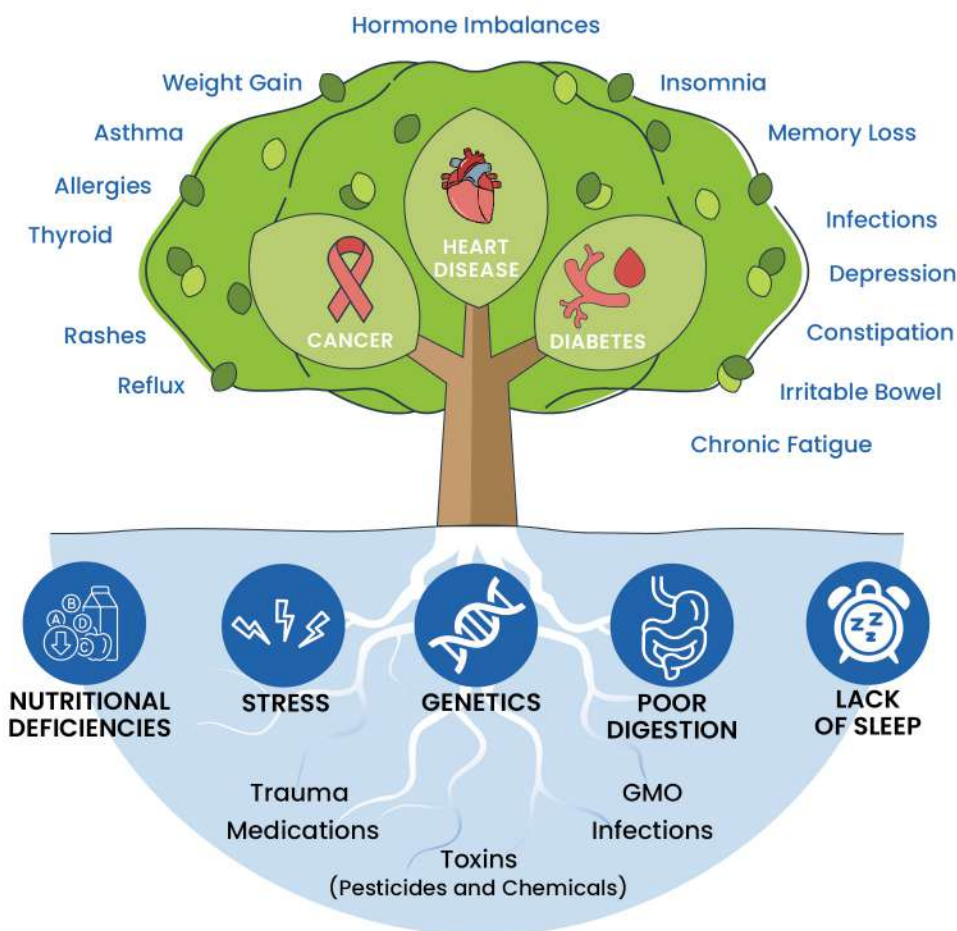 Hormone Imbalances
Weight Gain
Insomnia
Asthma
Memory Loss
Allergies
Infections
Thyroid
Depression
Rashes
Constipation
Reflux
Irritable Bowel
Chronic Fatigue
HEART
DISEASE
CANCER
DIABETES
B
A
D
C
Z Z
Z
NUTRITIONAL
DEFICIENCIES
STRESS
GENETICS
POOR
DIGESTION
LACK
OF SLEEP
Trauma
Medications
GMO
Infections
Toxins
(Pesticides and Chemicals)